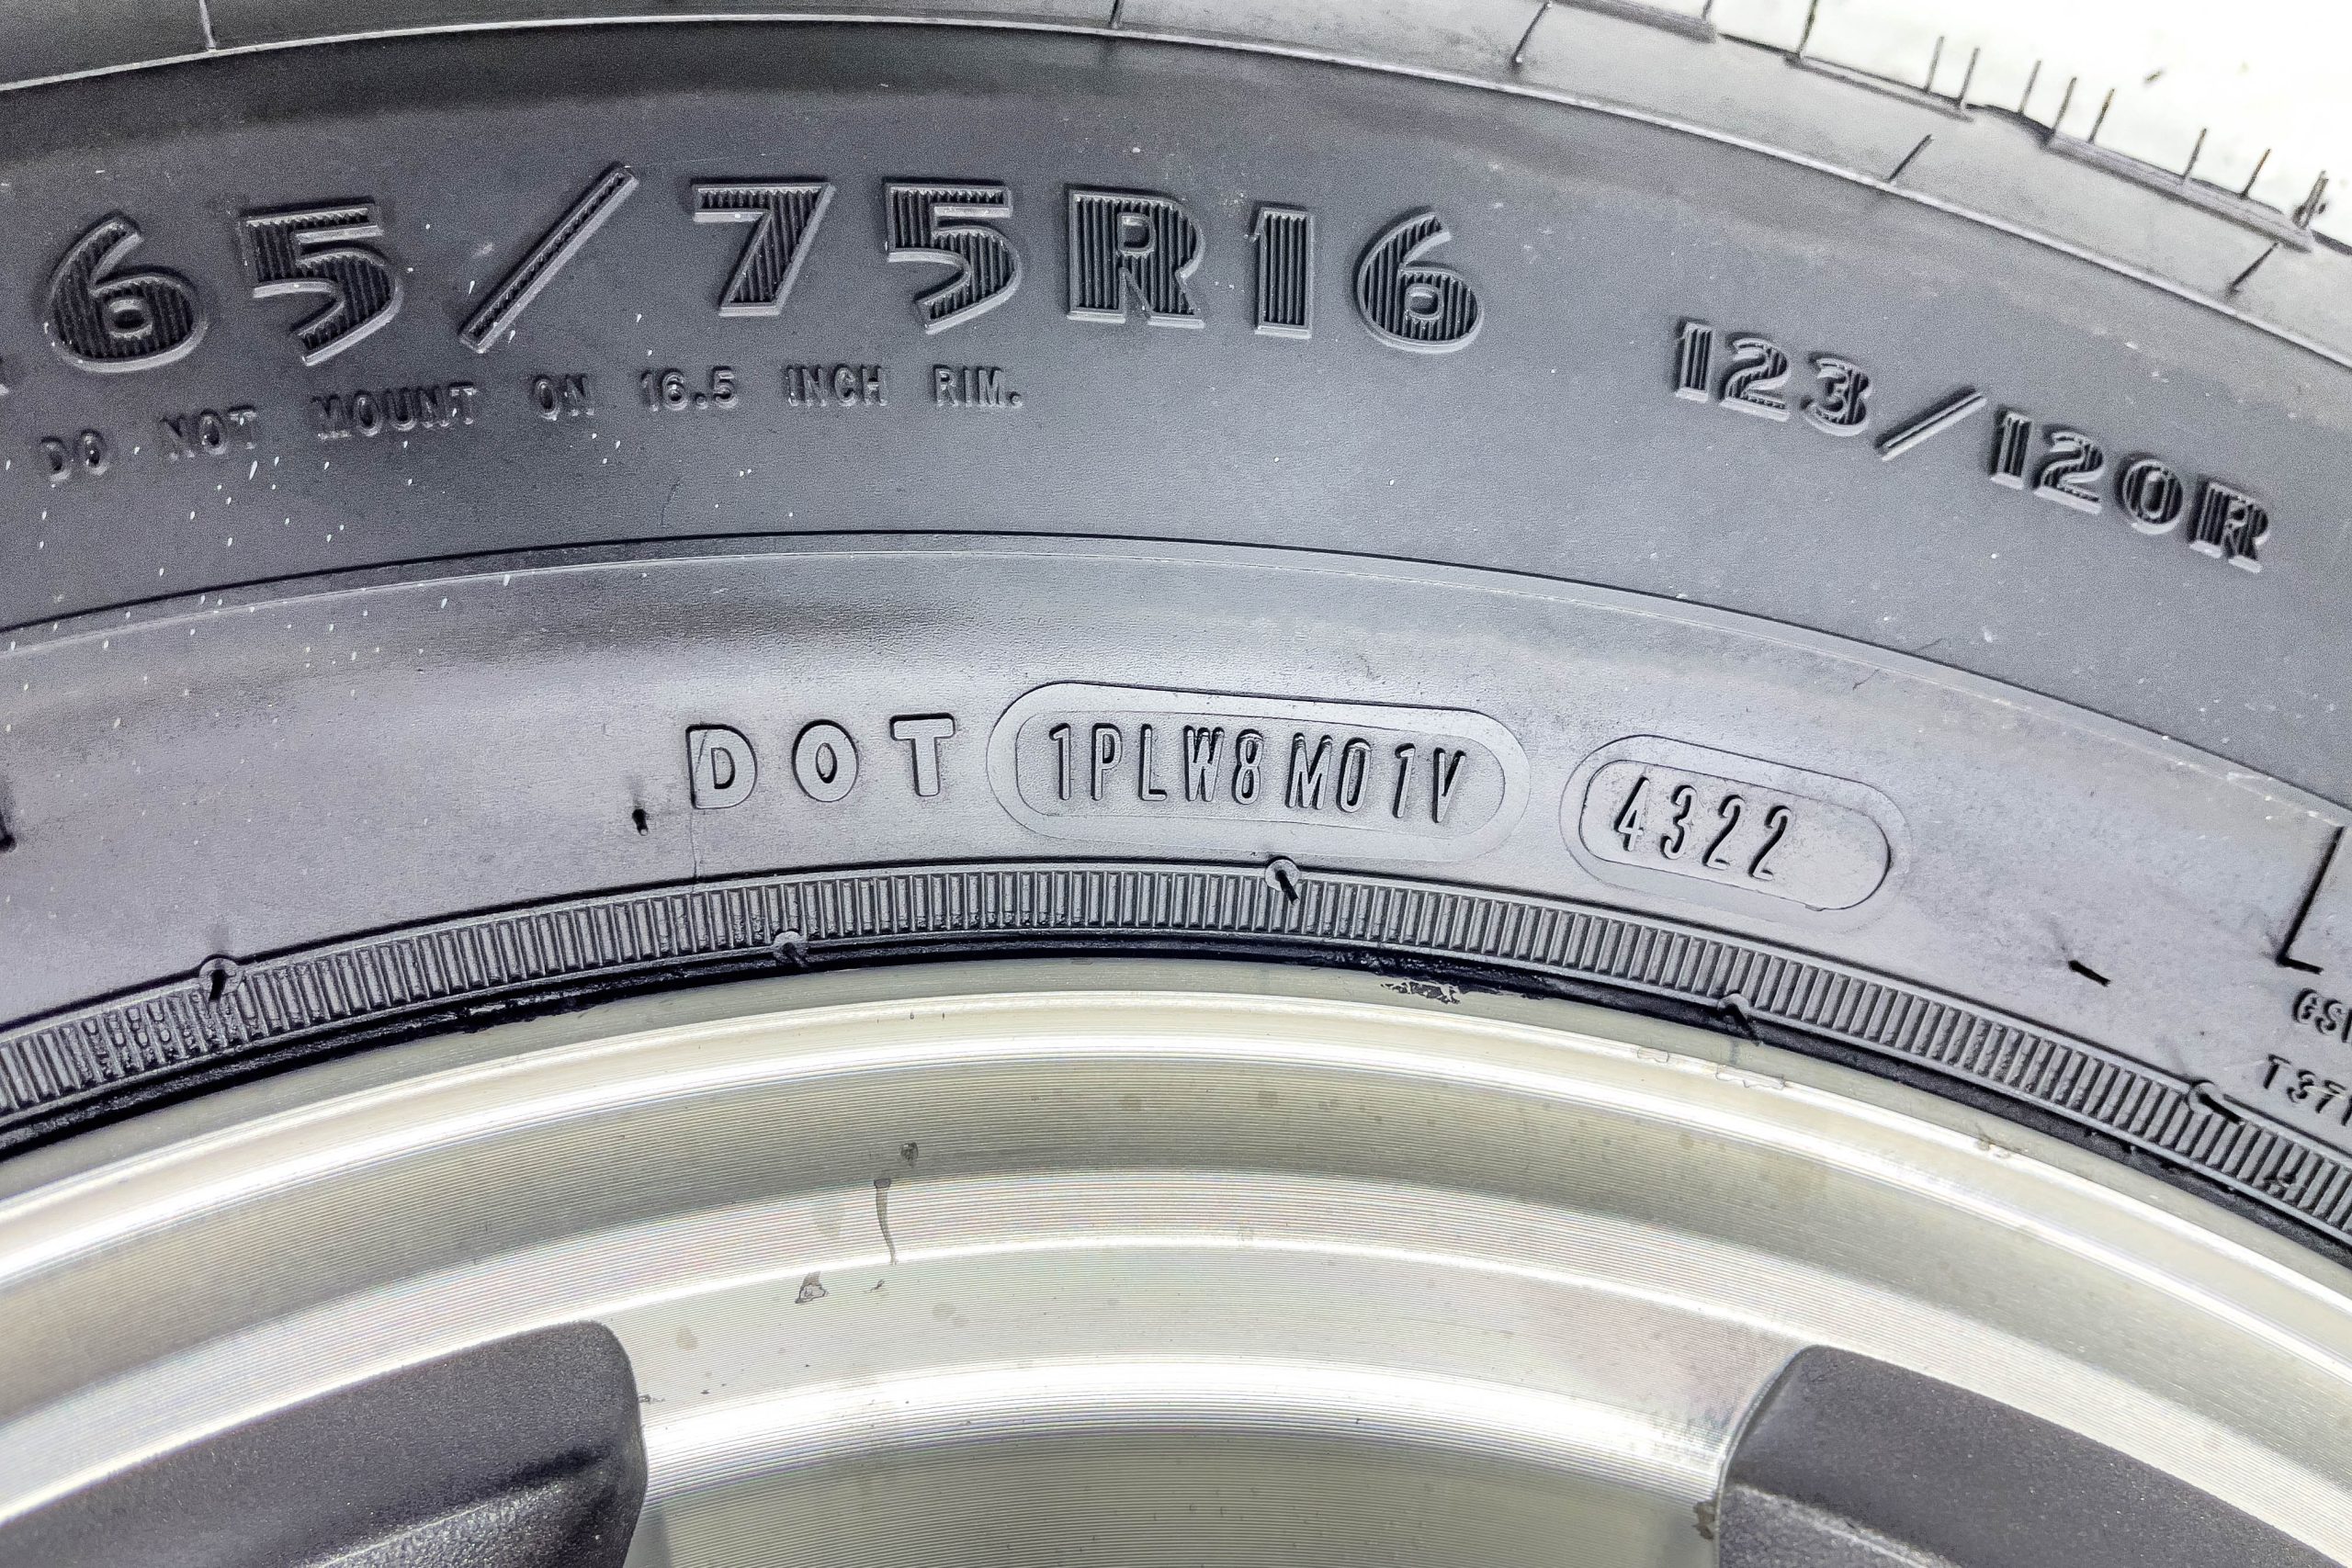 65/75R16
123/120R
DO NOT MOUNT ON 16.5 INCH RIM.
DOT 1PLW8M01V 4322